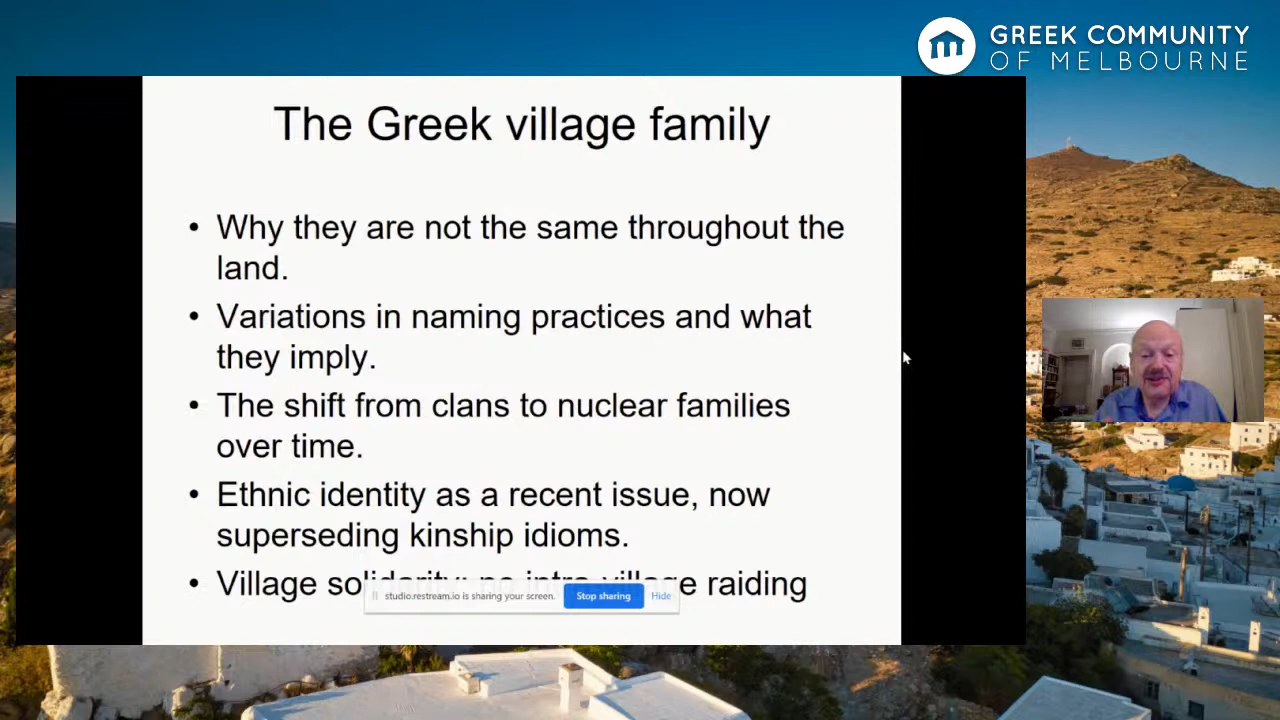 GREEK COMMUNITY
OF MELBOURNE
The Greek village family
• Why they are not the same throughout the
land.
• Variations in naming practices and what
they imply.
• The shift from clans to nuclear families
over time.
• Ethnic identity as a recent issue, now
superseding kinship idioms.
• Village solidarity: no intra-village raiding
studio.restream.io is sharing your screen. Stop sharing Hide